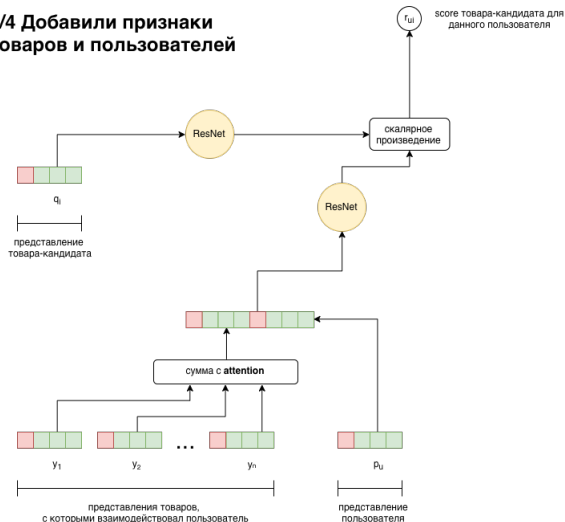 /4 Добавили признаки
оваров и пользователей
r_ui
score товара-кандидата для
данного пользователя
ResNet
скалярное
произведение
q_i
представление
товара-кандидата
ResNet
сумма с attention
...
y_1
y_2
y_n
p_u
представления товаров,
с которыми взаимодействовал пользователь
представление
пользователя